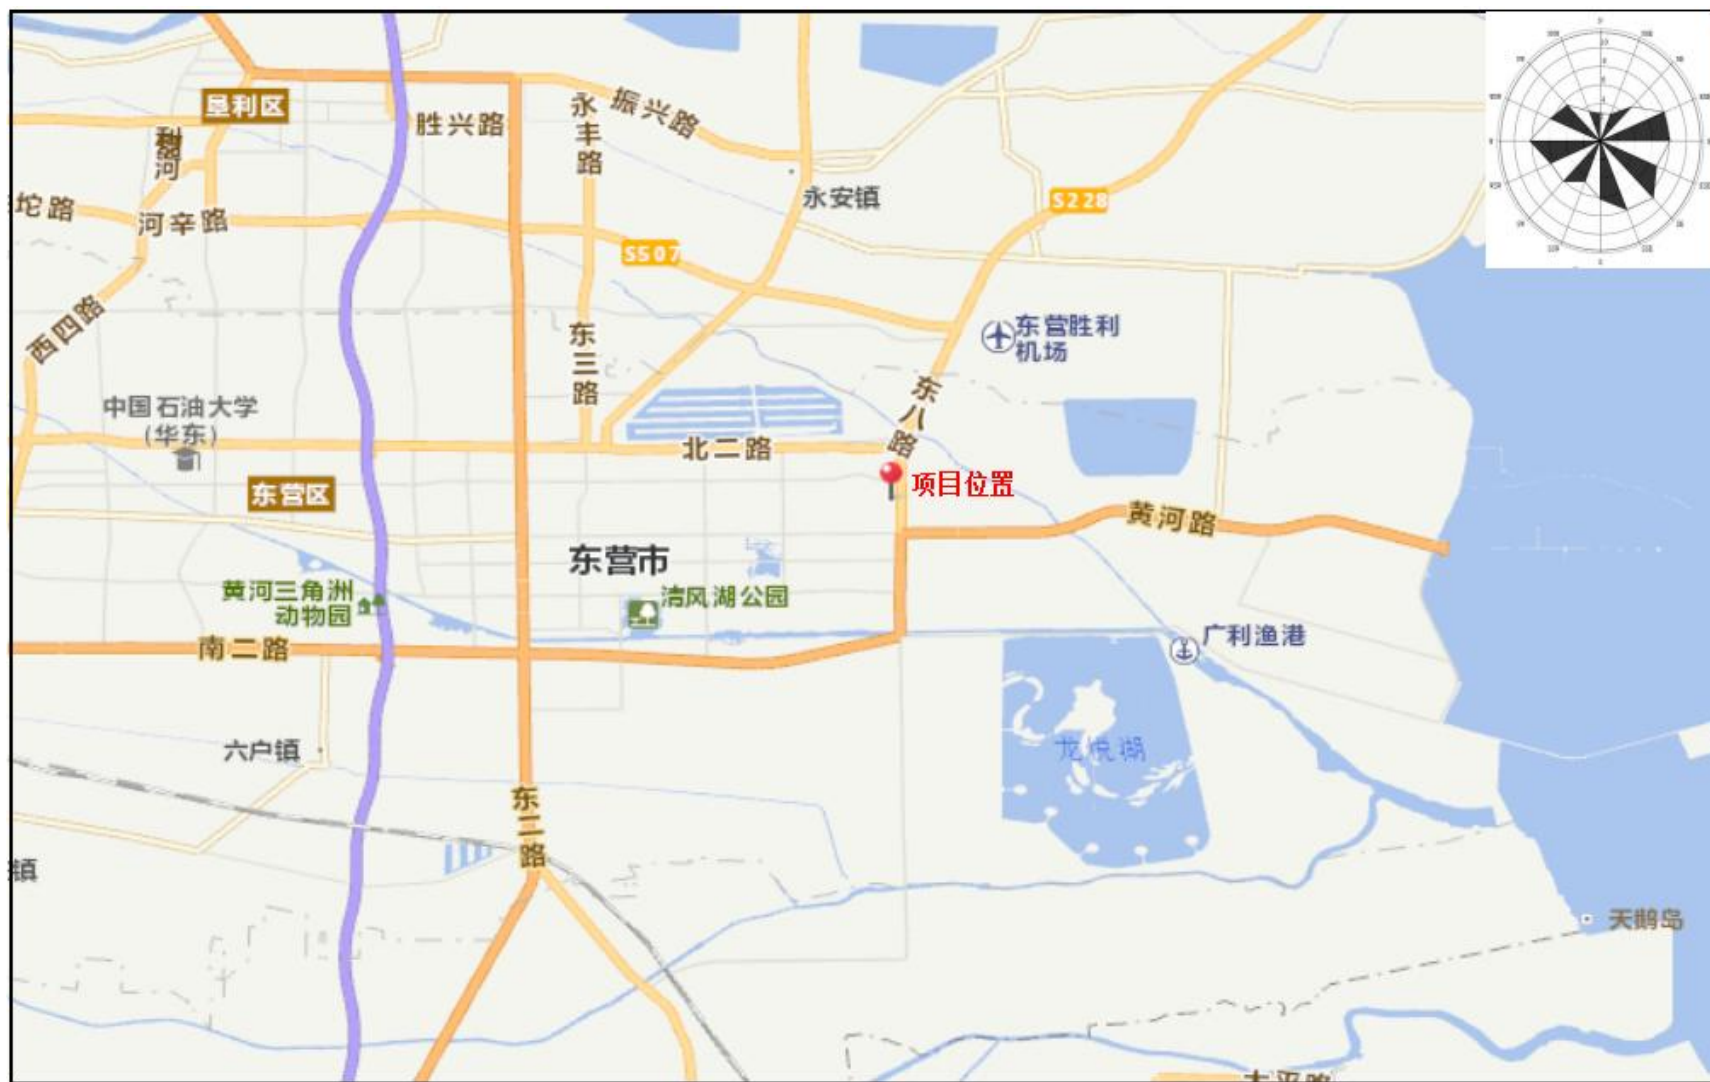 垦利区
胜兴路
永丰路
振兴路
利河
坨路
河辛路
永安镇
S228
S507
西四路
东三路
东营胜利
机场
东八路
中国石油大学
(华东)
北二路
项目位置
东营区
黄河路
东营市
黄河三角洲
动物园
清风湖公园
南二路
广利渔港
六户镇
龙悦湖
东二路
镇
天鹅岛